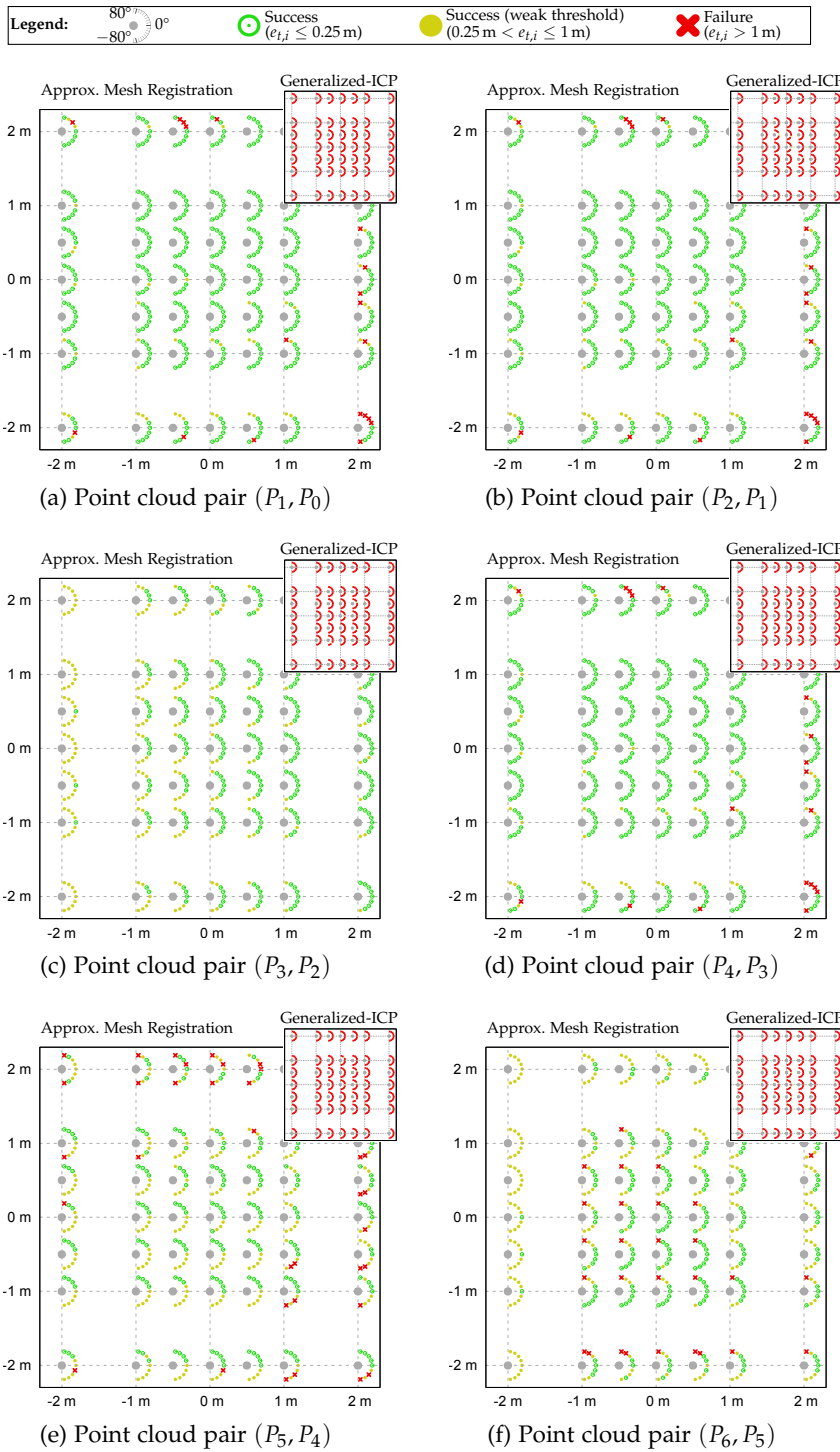 Legend:
80°
0°
−80°
Success
(e_{t,i} ≤ 0.25 m)
Success (weak threshold)
(0.25 m < e_{t,i} ≤ 1 m)
Failure
(e_{t,i} > 1 m)
Approx. Mesh Registration
Generalized-ICP
2 m
1 m
0 m
-1 m
-2 m
-2 m -1 m 0 m 1 m 2 m
(a) Point cloud pair (P₁, P₀)
Approx. Mesh Registration
Generalized-ICP
2 m
1 m
0 m
-1 m
-2 m
-2 m -1 m 0 m 1 m 2 m
(b) Point cloud pair (P₂, P₁)
Approx. Mesh Registration
Generalized-ICP
2 m
1 m
0 m
-1 m
-2 m
-2 m -1 m 0 m 1 m 2 m
(c) Point cloud pair (P₃, P₂)
Approx. Mesh Registration
Generalized-ICP
2 m
1 m
0 m
-1 m
-2 m
-2 m -1 m 0 m 1 m 2 m
(d) Point cloud pair (P₄, P₃)
Approx. Mesh Registration
Generalized-ICP
2 m
1 m
0 m
-1 m
-2 m
-2 m -1 m 0 m 1 m 2 m
(e) Point cloud pair (P₅, P₄)
Approx. Mesh Registration
Generalized-ICP
2 m
1 m
0 m
-1 m
-2 m
-2 m -1 m 0 m 1 m 2 m
(f) Point cloud pair (P₆, P₅)